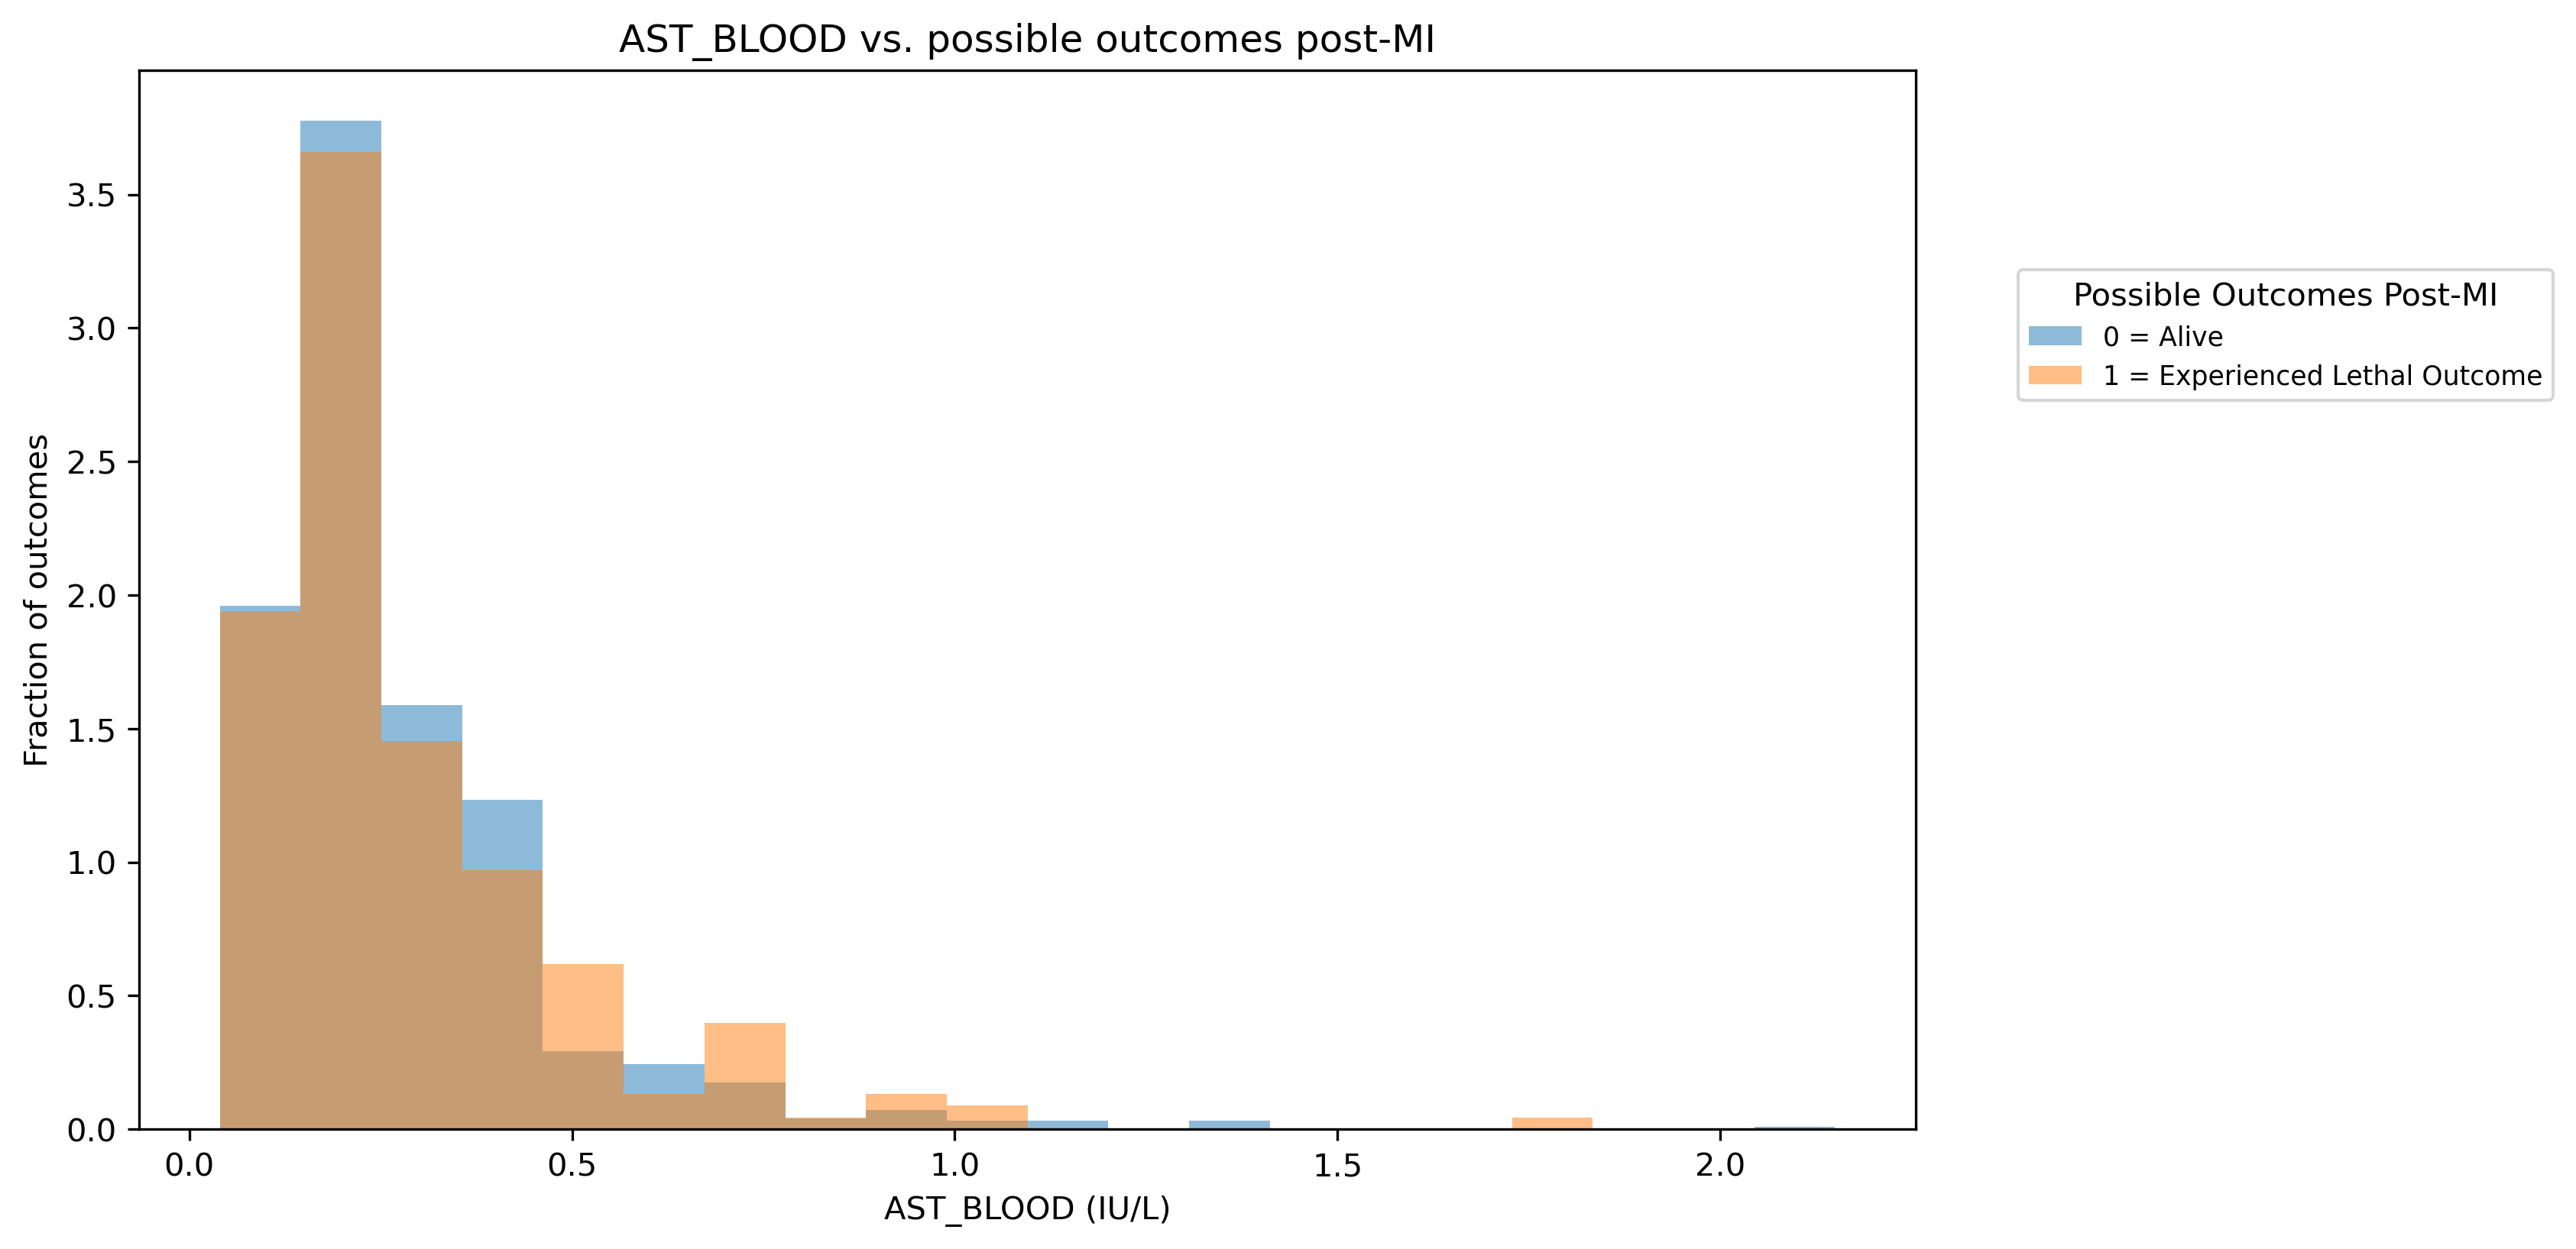 AST_BLOOD vs. possible outcomes post-MI
Fraction of outcomes
3.5
3.0
2.5
2.0
1.5
1.0
0.5
0.0
0.0 0.5 1.0 1.5 2.0
AST_BLOOD (IU/L)
Possible Outcomes Post-MI
0 = Alive
1 = Experienced Lethal Outcome